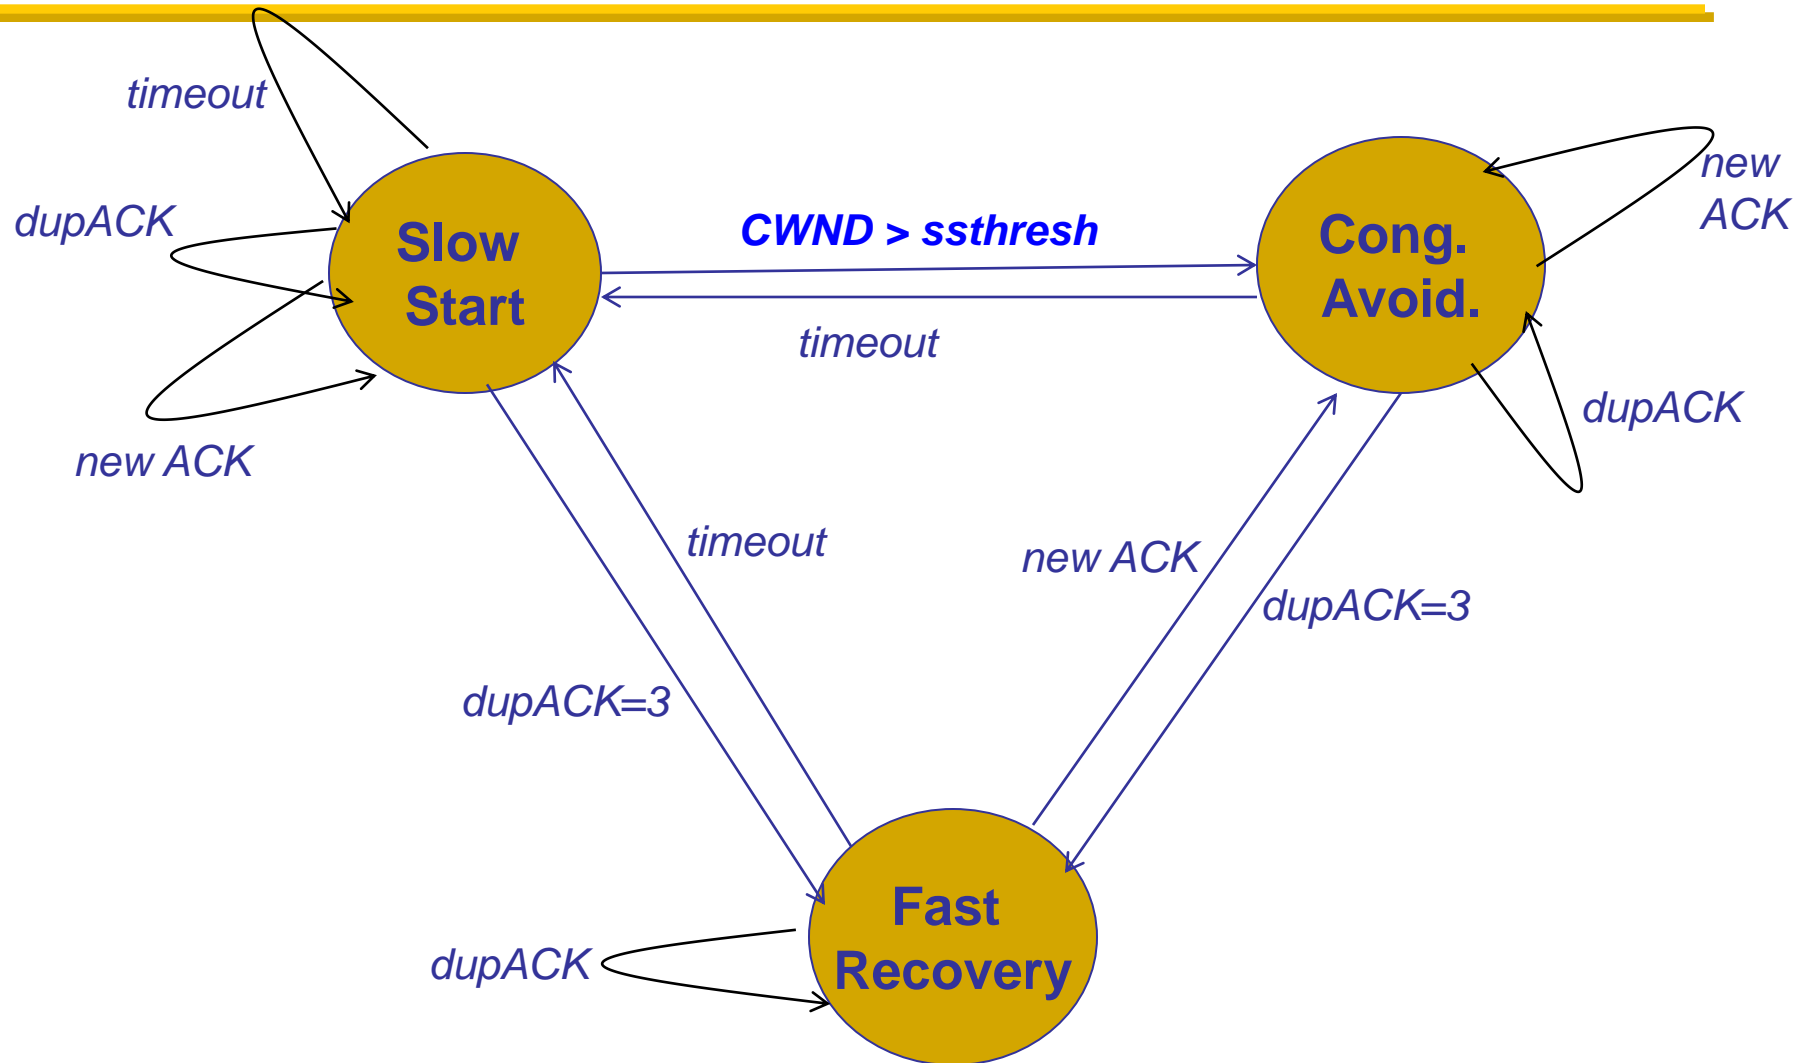 timeout
new
ACK
dupACK
Slow
Start
CWND > ssthresh
Cong.
Avoid.
timeout
dupACK
new ACK
timeout
new ACK
dupACK=3
dupACK=3
Fast
Recovery
dupACK